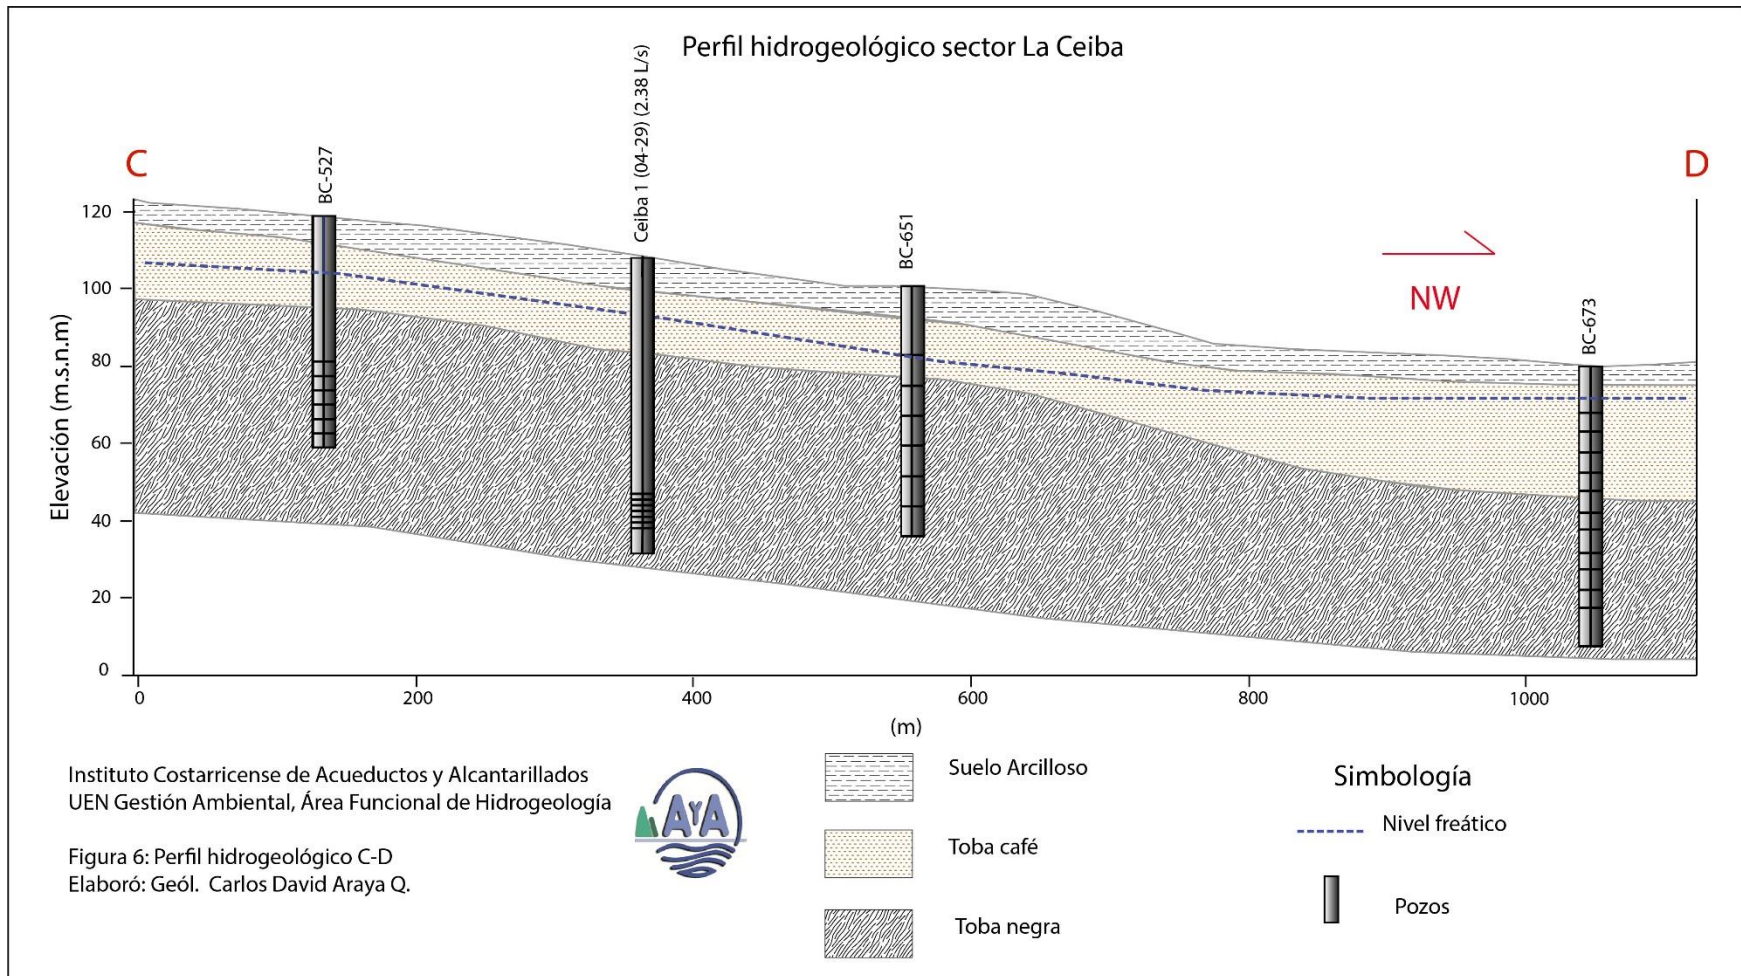 Perfil hidrogeológico sector La Ceiba
C
BC-527
Ceiba 1 (04-29) (2.38 L/s)
BC-651
NW
BC-673
D
Elevación (m.s.n.m)
120
100
80
60
40
20
0
0
200
400
600
800
1000
(m)
Instituto Costarricense de Acueductos y Alcantarillados
UEN Gestión Ambiental, Área Funcional de Hidrogeología
Figura 6: Perfil hidrogeológico C-D
Elaboró: Geól. Carlos David Araya Q.
AYA
Suelo Arcilloso
Toba café
Toba negra
Simbología
Nivel freático
Pozos